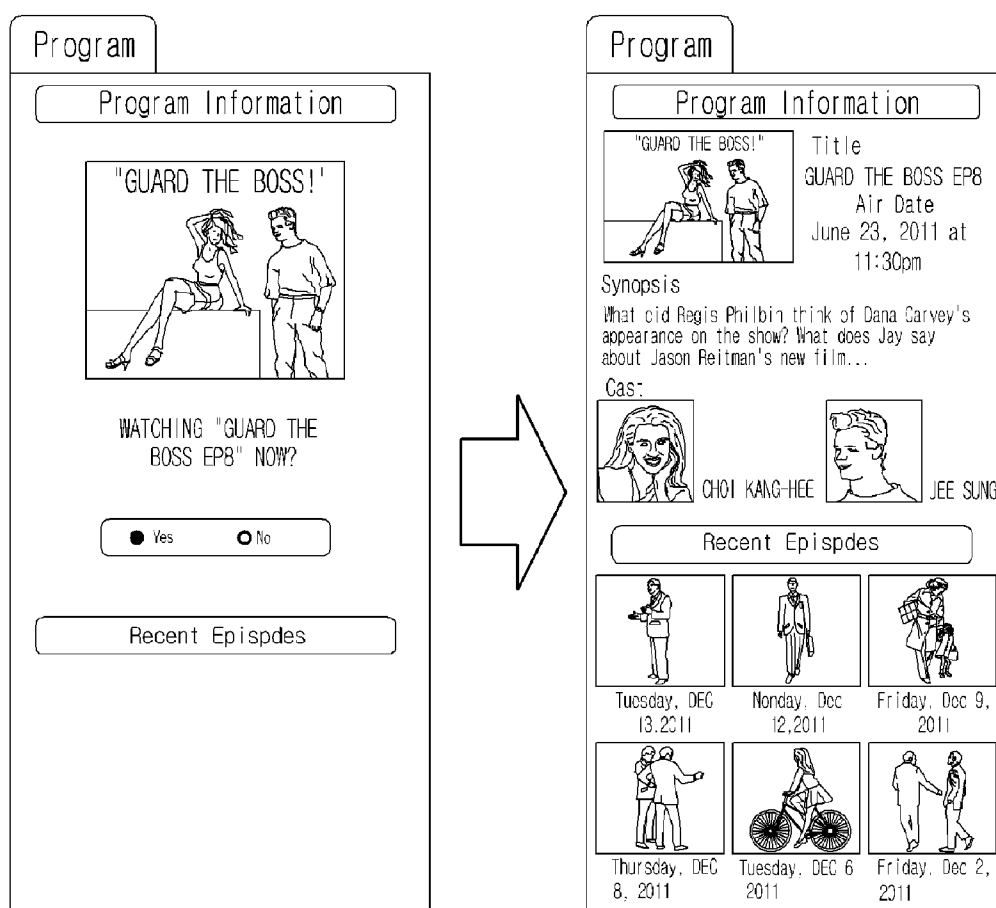 Program
Program Information
"GUARD THE BOSS!'
WATCHING "GUARD THE
BOSS EP8" NOW?
Yes
No
Recent Epispdes
Program
Program Information
"GUARD THE BOSS!"
Title
GUARD THE BOSS EP8
Air Date
June 23, 2011 at
11:30pm
Synopsis
What cid Regis Philbin think of Dana Carvey's
appearance on the show? What does Jay say
about Jason Reitman's new film...
Cast
CHOI KANG-HEE
JEE SUNG
Recent Epispdes
Tuesday, DEC
13.2011
Nonday, Dec
12,2011
Friday, Dec 9,
2011
Thursday, DEC
8, 2011
Tuesday, DEC 6
2011
Friday, Dec 2,
2011